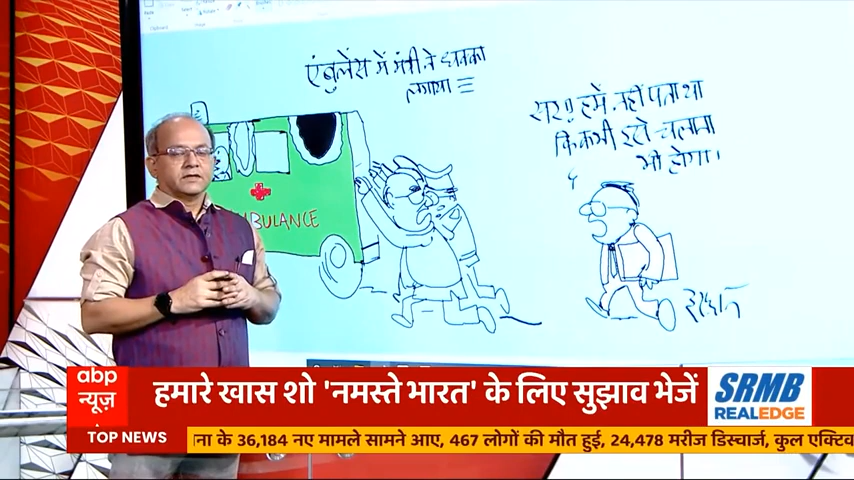 एंबुलेंस में मंत्री ने धक्का
लगाया
सर!! हमें नहीं पता था
कि कभी इसे चलाना
भी होगा।
AMBULANCE
इरफ़ान
abp
न्यूज़
हमारे खास शो 'नमस्ते भारत' के लिए सुझाव भेजें
SRMB
REALEDGE
TOP NEWS
ना के 36,184 नए मामले सामने आए, 467 लोगों की मौत हुई, 24,478 मरीज डिस्चार्ज, कुल एक्टिव